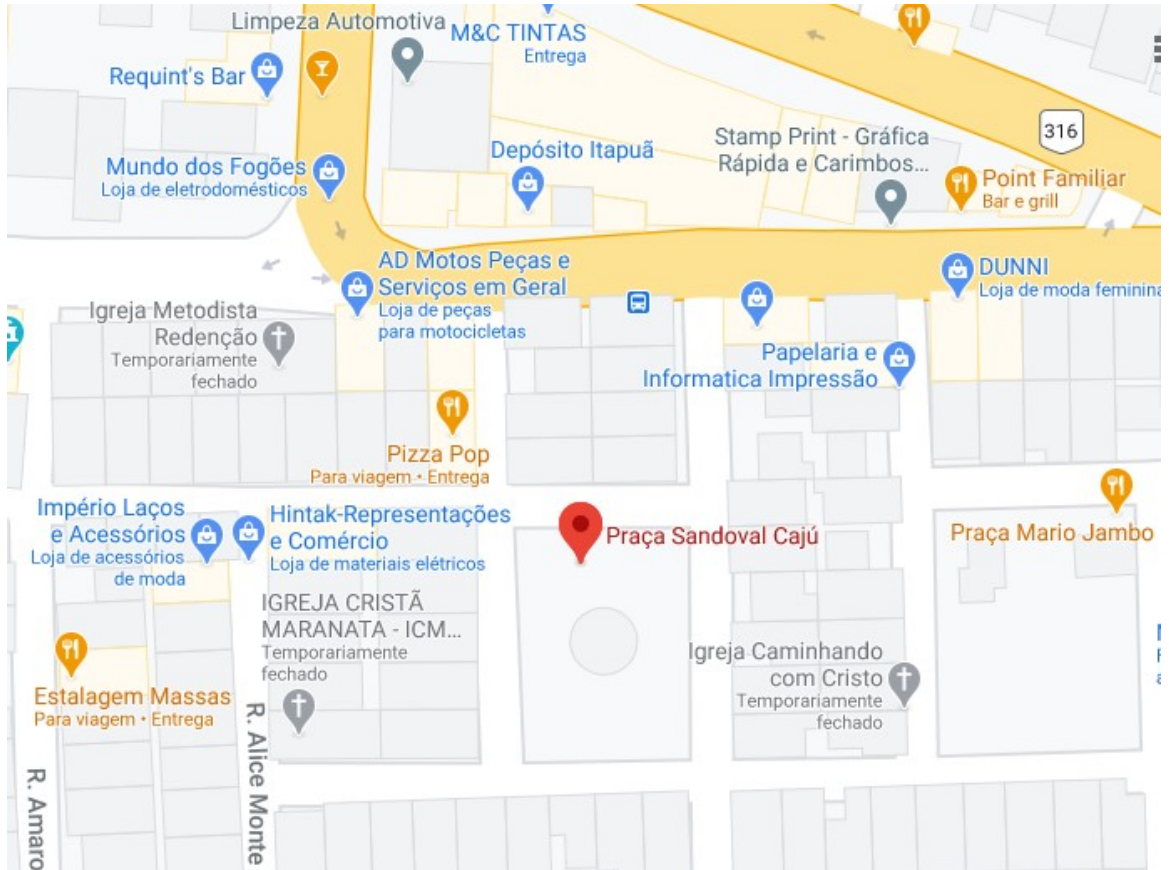 Limpeza Automotiva
M&C TINTAS
Entrega
Requint's Bar
316
Stamp Print - Gráfica
Rápida e Carimbos...
Depósito Itapuã
Mundo dos Fogões
Loja de eletrodomésticos
Point Familiar
Bar e grill
AD Motos Peças e
Serviços em Geral
Loja de peças
para motocicletas
DUNNI
Loja de moda feminina
Igreja Metodista
Redenção
Temporariamente
fechado
Papelaria e
Informatica Impressão
Pizza Pop
Para viagem • Entrega
Império Laços
e Acessórios
Loja de acessórios
de moda
Hintak-Representações
e Comércio
Loja de materiais elétricos
Praça Sandoval Cajú
Praça Mario Jambo
IGREJA CRISTÃ
MARANATA - ICM...
Temporariamente
fechado
Igreja Caminhando
com Cristo
Temporariamente
fechado
Estalagem Massas
Para viagem • Entrega
R. Alice Monte
R. Amaro